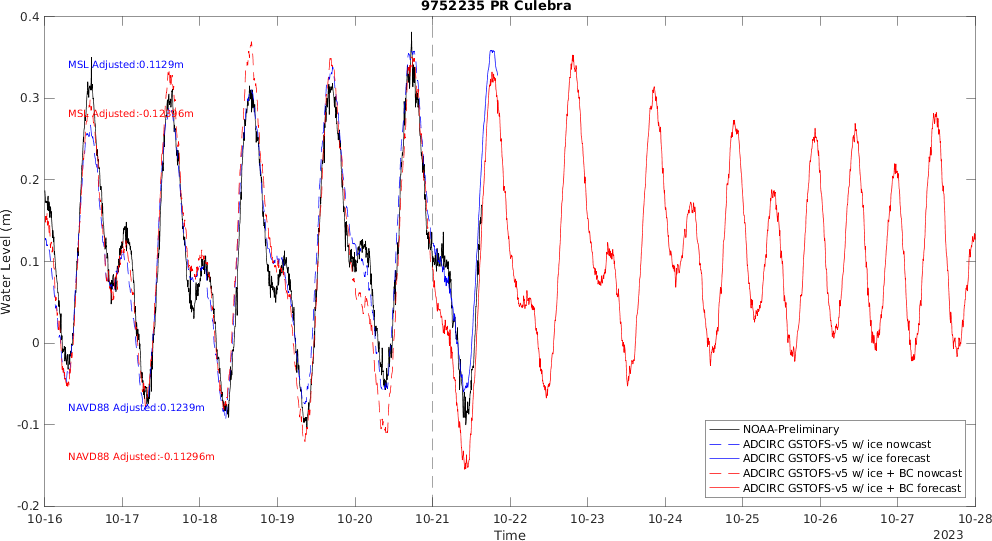 9752235 PR Culebra
0.4
0.3
0.2
0.1
0
-0.1
-0.2
Water Level (m)
MSL Adjusted:0.1129m
NAVD88 Adjusted:0.1239m
NAVD88 Adjusted:-0.11296m
NOAA-Preliminary
ADCIRC GSTOFS-v5 w/ ice nowcast
ADCIRC GSTOFS-v5 w/ ice forecast
ADCIRC GSTOFS-v5 w/ ice + BC nowcast
ADCIRC GSTOFS-v5 w/ ice + BC forecast
10-16 10-17 10-18 10-19 10-20 10-21 10-22 10-23 10-24 10-25 10-26 10-27 10-28
Time
2023